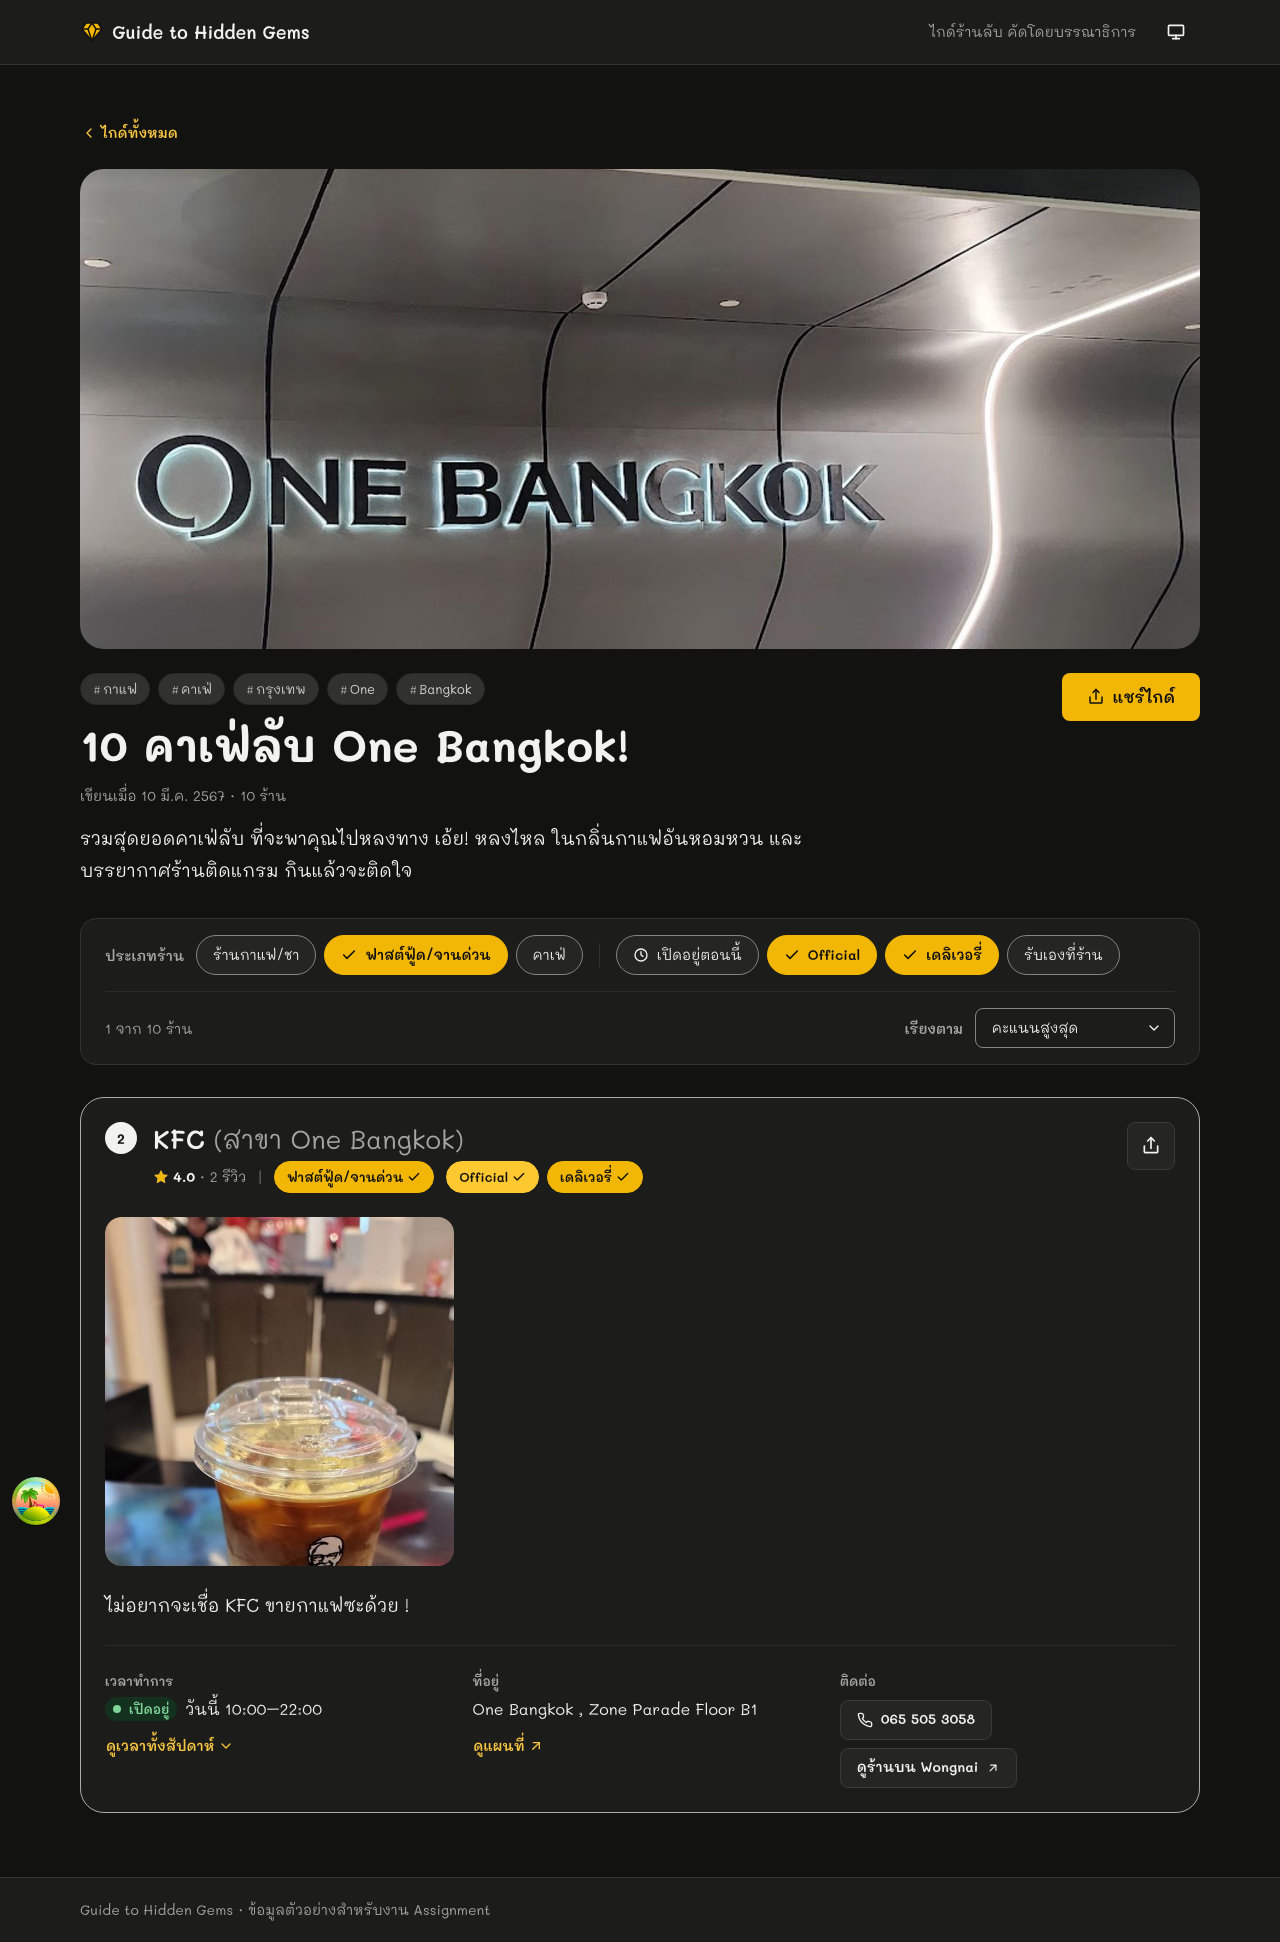 Guide to Hidden Gems
ไกด์ร้านลับ คัดโดยบรรณาธิการ
ไกด์ทั้งหมด
ONE BANGKOK
# กาแฟ
# คาเฟ่
# กรุงเทพ
# One
# Bangkok
แชร์ไกด์
10 คาเฟ่ลับ One Bangkok!
เขียนเมื่อ 10 มี.ค. 2567 · 10 ร้าน
รวมสุดยอดคาเฟ่ลับ ที่จะพาคุณไปหลงทาง เอ้ย! หลงไหล ในกลิ่นกาแฟอันหอมหวน และ
บรรยากาศร้านติดแกรม กินแล้วจะติดใจ
ประเภทร้าน
ร้านกาแฟ/ชา
ฟาสต์ฟู้ด/จานด่วน
คาเฟ่
เปิดอยู่ตอนนี้
Official
เดลิเวอรี่
รับเองที่ร้าน
1 จาก 10 ร้าน
เรียงตาม
คะแนนสูงสุด
2
KFC (สาขา One Bangkok)
4.0 · 2 รีวิว |
ฟาสต์ฟู้ด/จานด่วน
Official
เดลิเวอรี่
ไม่อยากจะเชื่อ KFC ขายกาแฟซะด้วย !
เวลาทำการ
เปิดอยู่ วันนี้ 10:00–22:00
ดูเวลาทั้งสัปดาห์
ที่อยู่
One Bangkok , Zone Parade Floor B1
ดูแผนที่
ติดต่อ
065 505 3058
ดูร้านบน Wongnai
Guide to Hidden Gems · ข้อมูลตัวอย่างสำหรับงาน Assignment